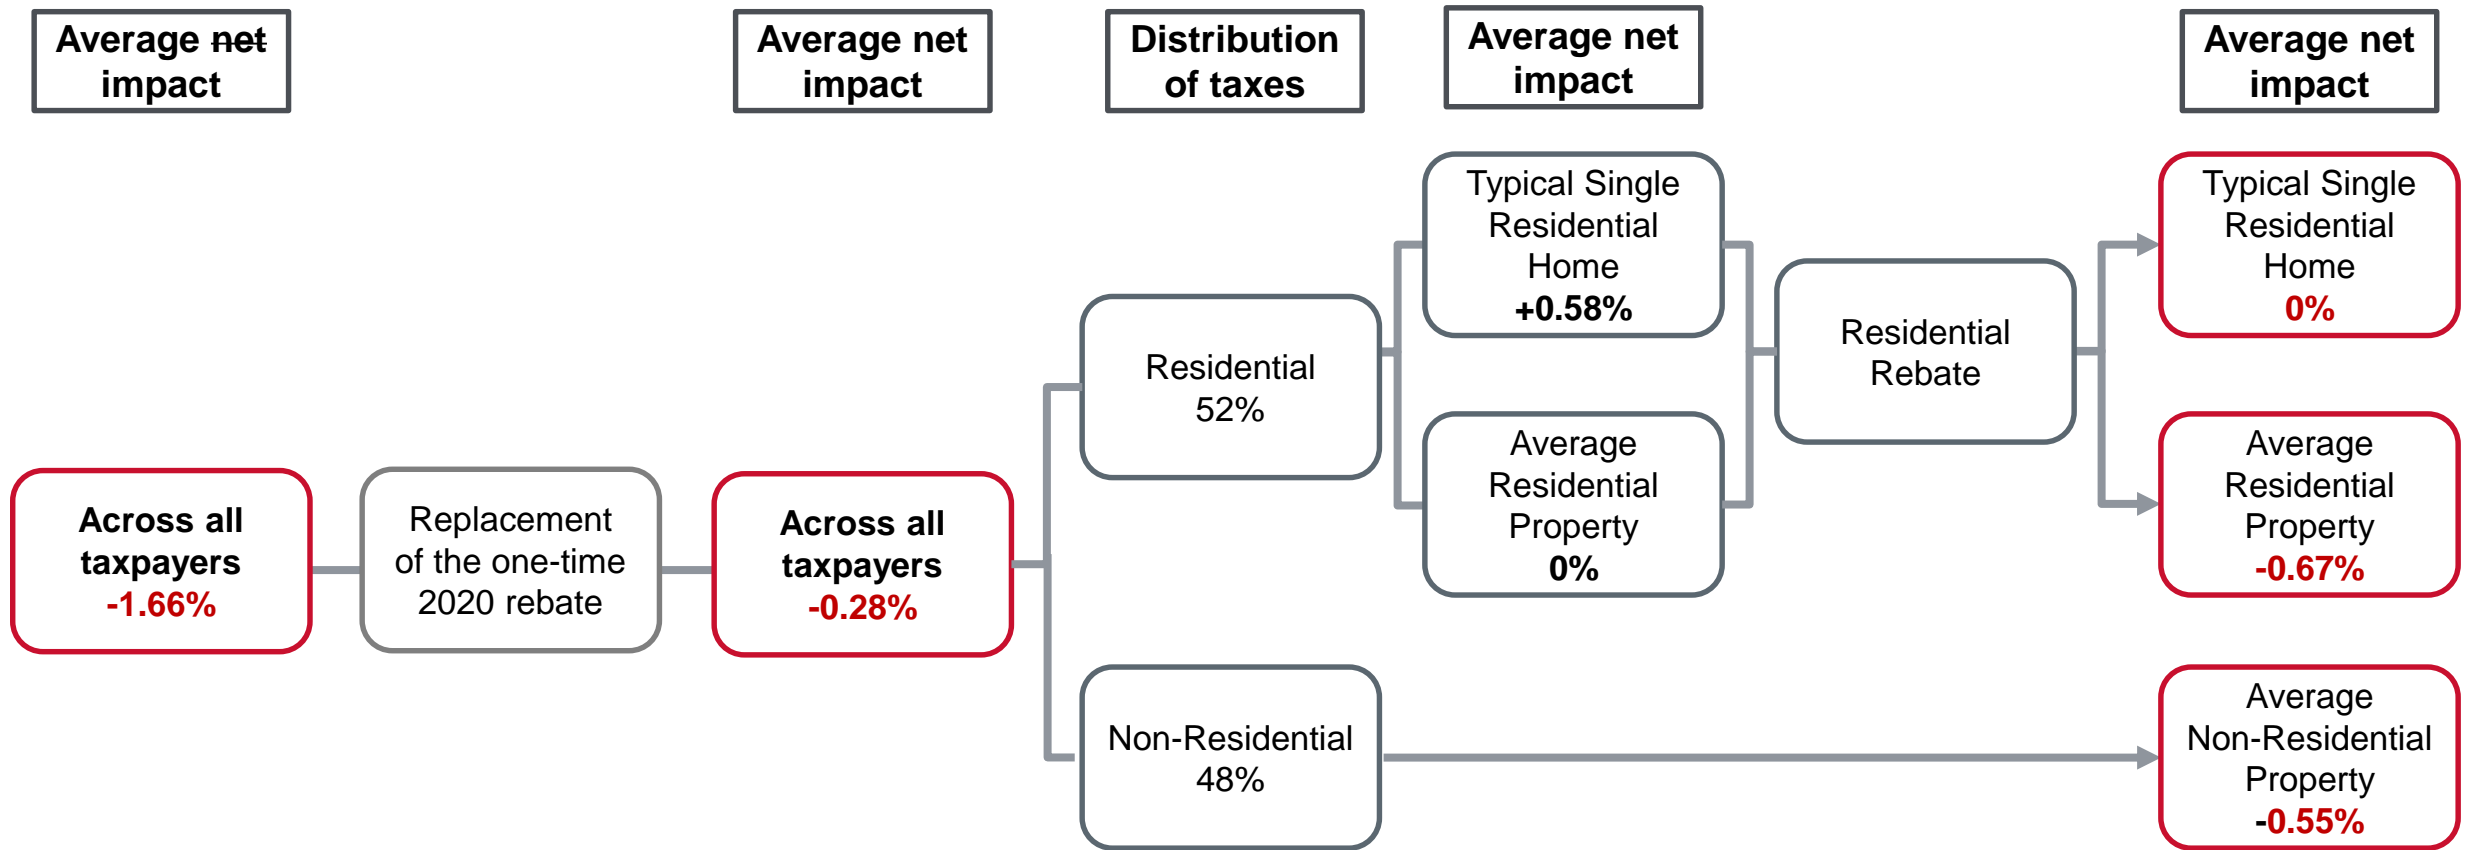 Average net
impact
Average net
impact
Distribution
of taxes
Average net
impact
Average net
impact
Across all
taxpayers
-1.66%
Replacement
of the one-time
2020 rebate
Across all
taxpayers
-0.28%
Residential
52%
Non-Residential
48%
Typical Single
Residential
Home
+0.58%
Average
Residential
Property
0%
Residential
Rebate
Typical Single
Residential
Home
0%
Average
Residential
Property
-0.67%
Average
Non-Residential
Property
-0.55%